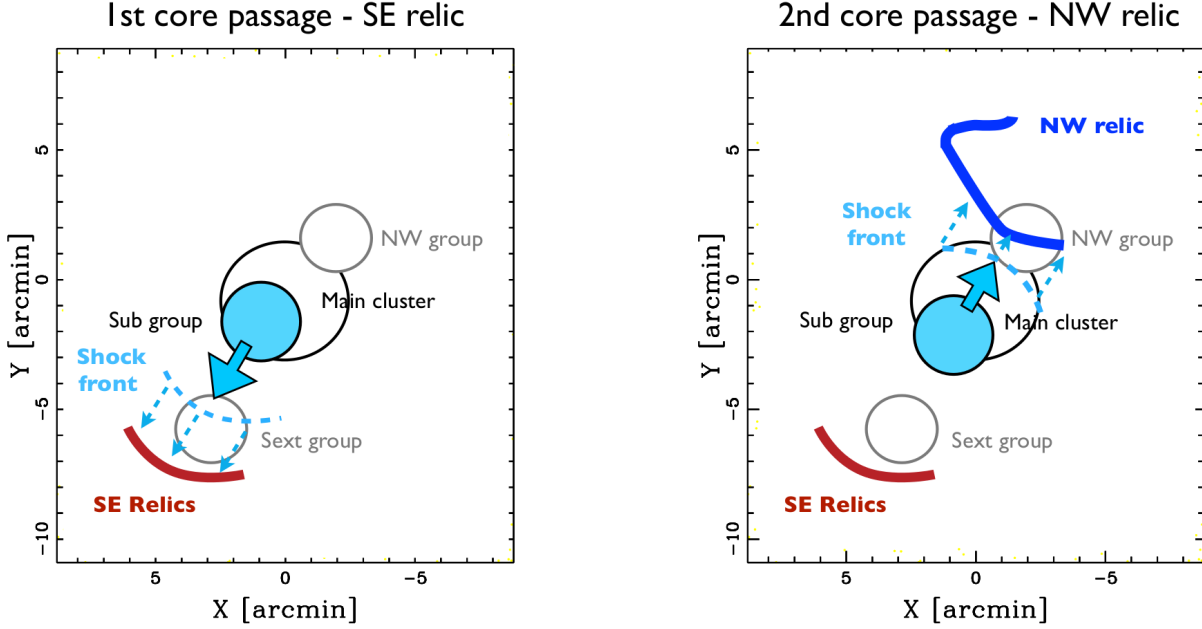 1st core passage - SE relic
5
0
-5
-10
Y [arcmin]
NW group
Main cluster
Sub group
Shock
front
Sext group
SE Relics
5
0
-5
X [arcmin]
2nd core passage - NW relic
5
0
-5
-10
Y [arcmin]
NW relic
Shock
front
NW group
Sub group
Main cluster
Sext group
SE Relics
5
0
-5
X [arcmin]